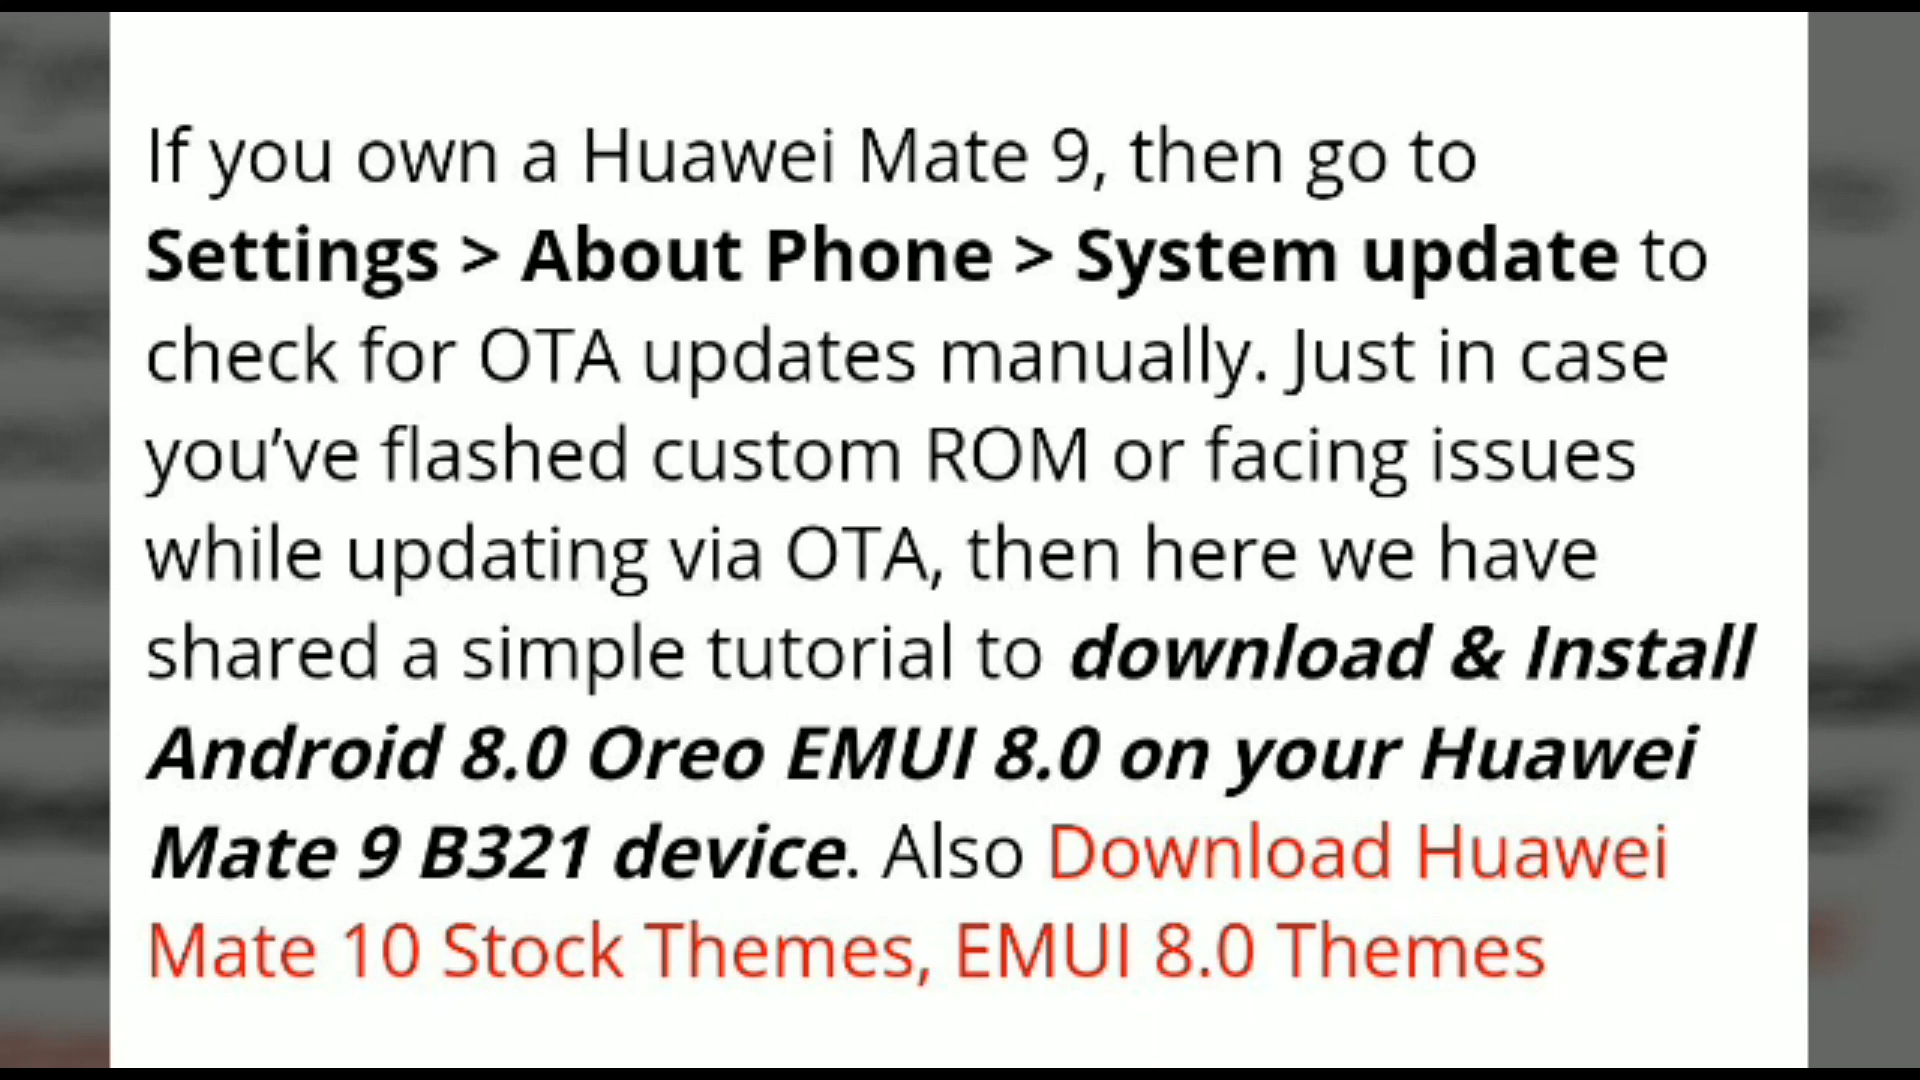 If you own a Huawei Mate 9, then go to
Settings > About Phone > System update to
check for OTA updates manually. Just in case
you’ve flashed custom ROM or facing issues
while updating via OTA, then here we have
shared a simple tutorial to download & Install
Android 8.0 Oreo EMUI 8.0 on your Huawei
Mate 9 B321 device. Also Download Huawei
Mate 10 Stock Themes, EMUI 8.0 Themes